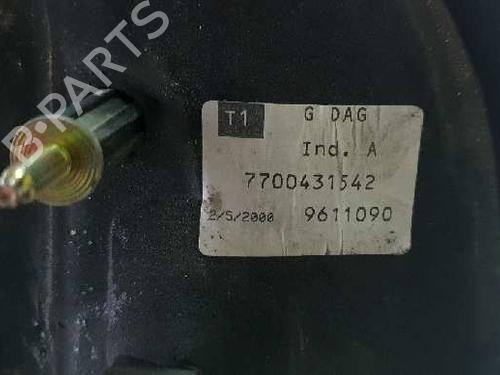 B-PARTS
T1 G DAG
Ind. A
7700431542
2/5/2000 9611090